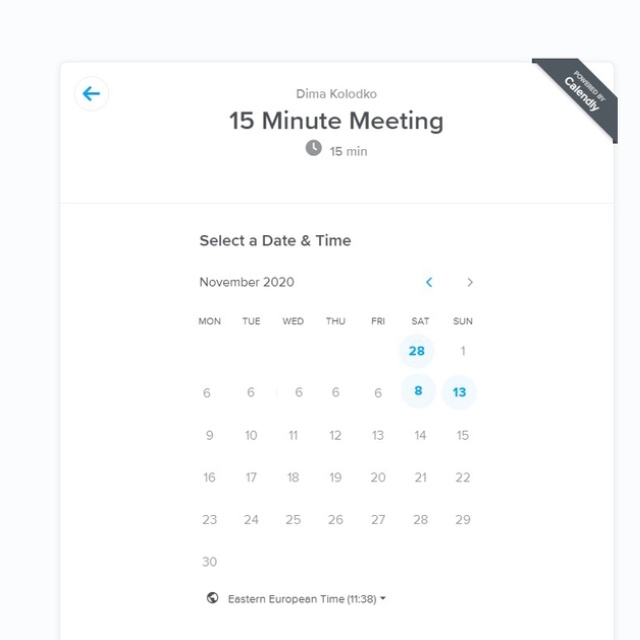 Dima Kolodko
15 Minute Meeting
15 min
POWERED BY
Calendly
Select a Date & Time
November 2020
MON TUE WED THU FRI SAT SUN
28 1
6 6 6 6 6 8 13
9 10 11 12 13 14 15
16 17 18 19 20 21 22
23 24 25 26 27 28 29
30
Eastern European Time (11:38)